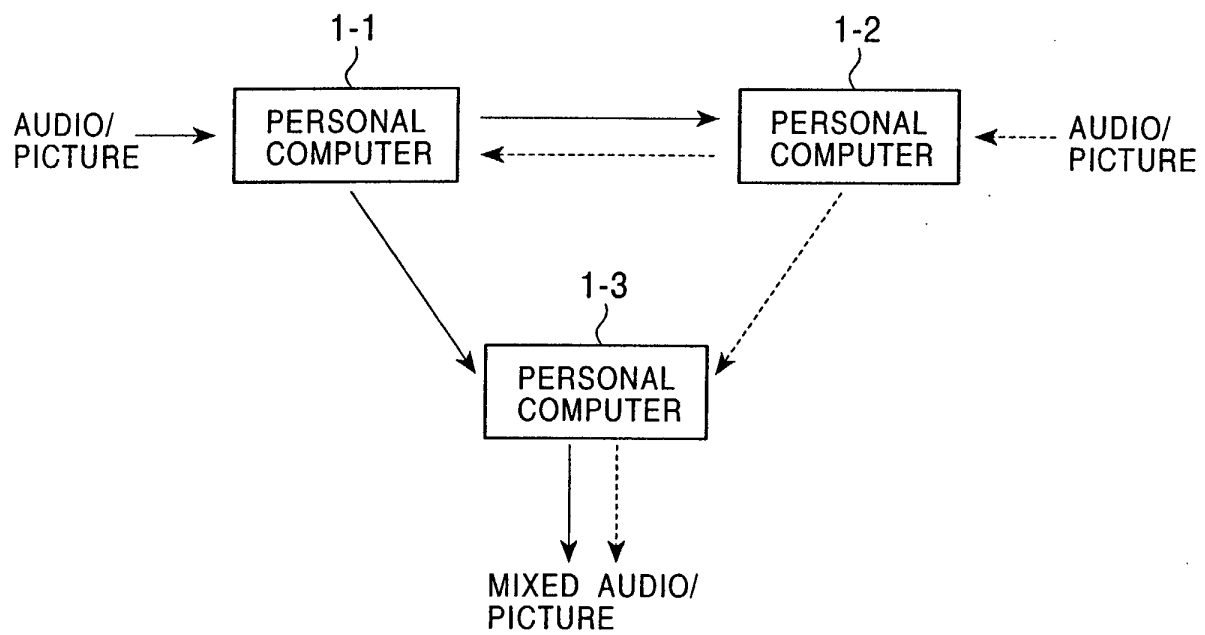 1-1
1-2
AUDIO/
PICTURE
PERSONAL
COMPUTER
PERSONAL
COMPUTER
AUDIO/
PICTURE
1-3
PERSONAL
COMPUTER
MIXED AUDIO/
PICTURE